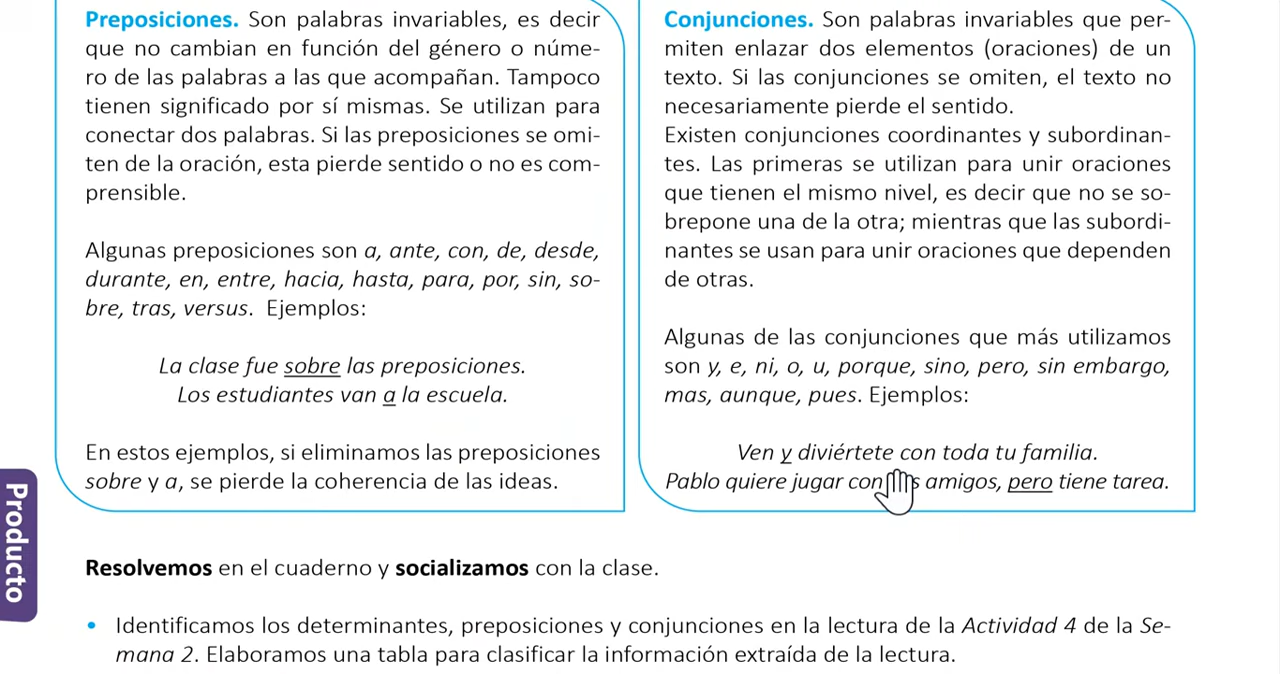 Preposiciones. Son palabras invariables, es decir
que no cambian en función del género o núme-
ro de las palabras a las que acompañan. Tampoco
tienen significado por sí mismas. Se utilizan para
conectar dos palabras. Si las preposiciones se omi-
ten de la oración, esta pierde sentido o no es com-
prensible.
Algunas preposiciones son a, ante, con, de, desde,
durante, en, entre, hacia, hasta, para, por, sin, so-
bre, tras, versus. Ejemplos:
La clase fue sobre las preposiciones.
Los estudiantes van a la escuela.
En estos ejemplos, si eliminamos las preposiciones
sobre y a, se pierde la coherencia de las ideas.
Conjunciones. Son palabras invariables que per-
miten enlazar dos elementos (oraciones) de un
texto. Si las conjunciones se omiten, el texto no
necesariamente pierde el sentido.
Existen conjunciones coordinantes y subordinan-
tes. Las primeras se utilizan para unir oraciones
que tienen el mismo nivel, es decir que no se so-
brepone una de la otra; mientras que las subordi-
nantes se usan para unir oraciones que dependen
de otras.
Algunas de las conjunciones que más utilizamos
son y, e, ni, o, u, porque, sino, pero, sin embargo,
mas, aunque, pues. Ejemplos:
Ven y diviértete con toda tu familia.
Pablo quiere jugar con amigos, pero tiene tarea.
Producto
Resolvemos en el cuaderno y socializamos con la clase.
• Identificamos los determinantes, preposiciones y conjunciones en la lectura de la Actividad 4 de la Se-
mana 2. Elaboramos una tabla para clasificar la información extraída de la lectura.